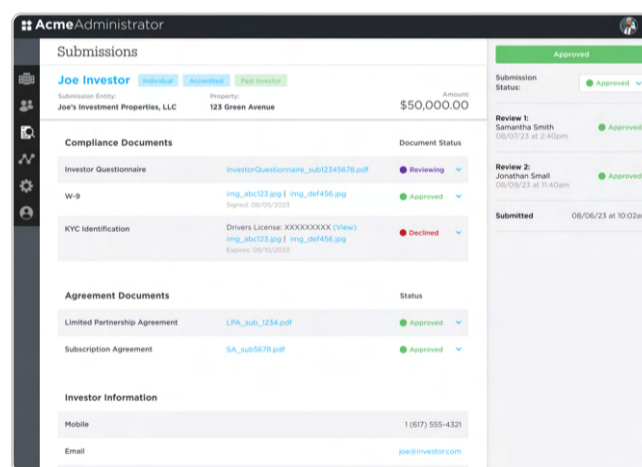 AcmeAdministrator
Submissions
Joe Investor Individual Accredited Past Investor
Submission Entity: Property: Amount:
Joe's Investment Properties, LLC 123 Green Avenue $50,000.00
Compliance Documents Document Status
Investor Questionnaire InvestorQuestionnaire_sub12345678.pdf Reviewing
W-9 img_abc123.jpg | img_def456.jpg Approved
Signed: 08/05/2023
KYC Identification Drivers License: XXXXXXXXX (View) Declined
img_abc123.jpg | img_def456.jpg
Expires: 09/10/2023
Agreement Documents Status
Limited Partnership Agreement LPA_sub_1234.pdf Approved
Subscription Agreement SA_sub5678.pdf Approved
Investor Information
Mobile 1 (617) 555-4321
Email joe@investor.com
Approved
Submission
Status: Approved
Review 1:
Samantha Smith Approved
08/07/23 at 2:40pm
Review 2:
Jonathan Small Approved
08/09/23 at 11:40am
Submitted 08/06/23 at 10:02am